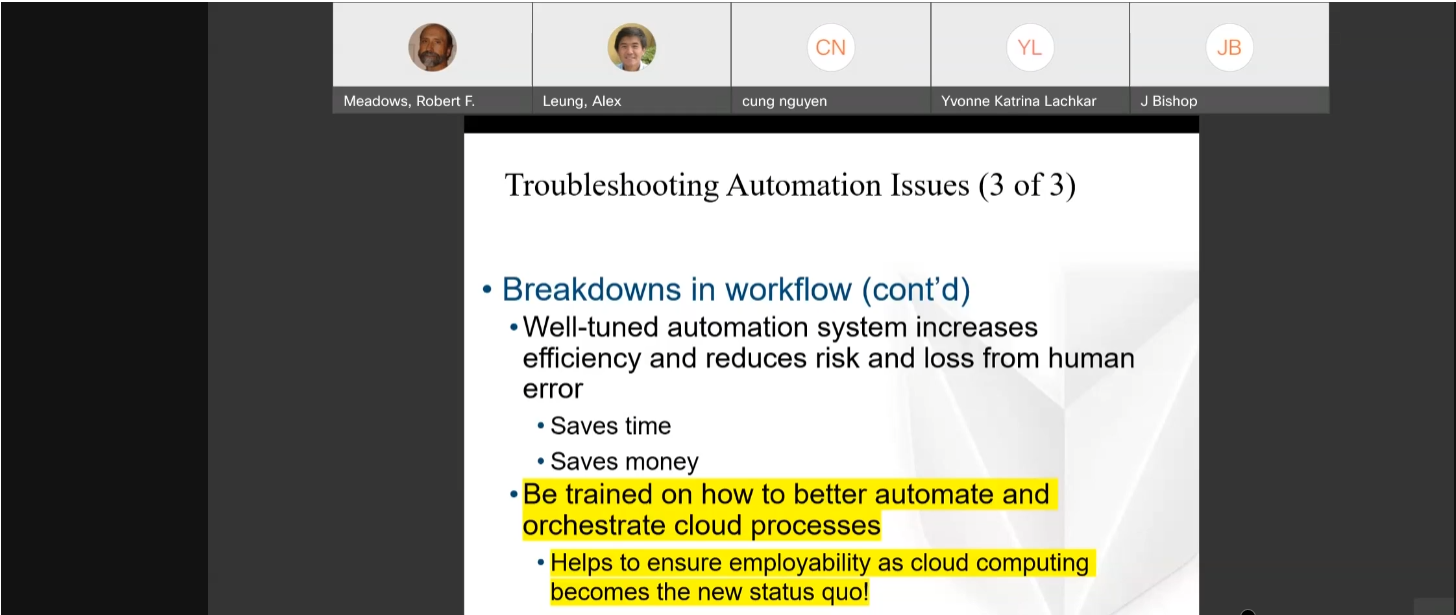 CN
YL
JB
Meadows, Robert F.
Leung, Alex
cung nguyen
Yvonne Katrina Lachkar
J Bishop
Troubleshooting Automation Issues (3 of 3)
• Breakdowns in workflow (cont’d)
• Well-tuned automation system increases
efficiency and reduces risk and loss from human
error
• Saves time
• Saves money
• Be trained on how to better automate and
orchestrate cloud processes
• Helps to ensure employability as cloud computing
becomes the new status quo!